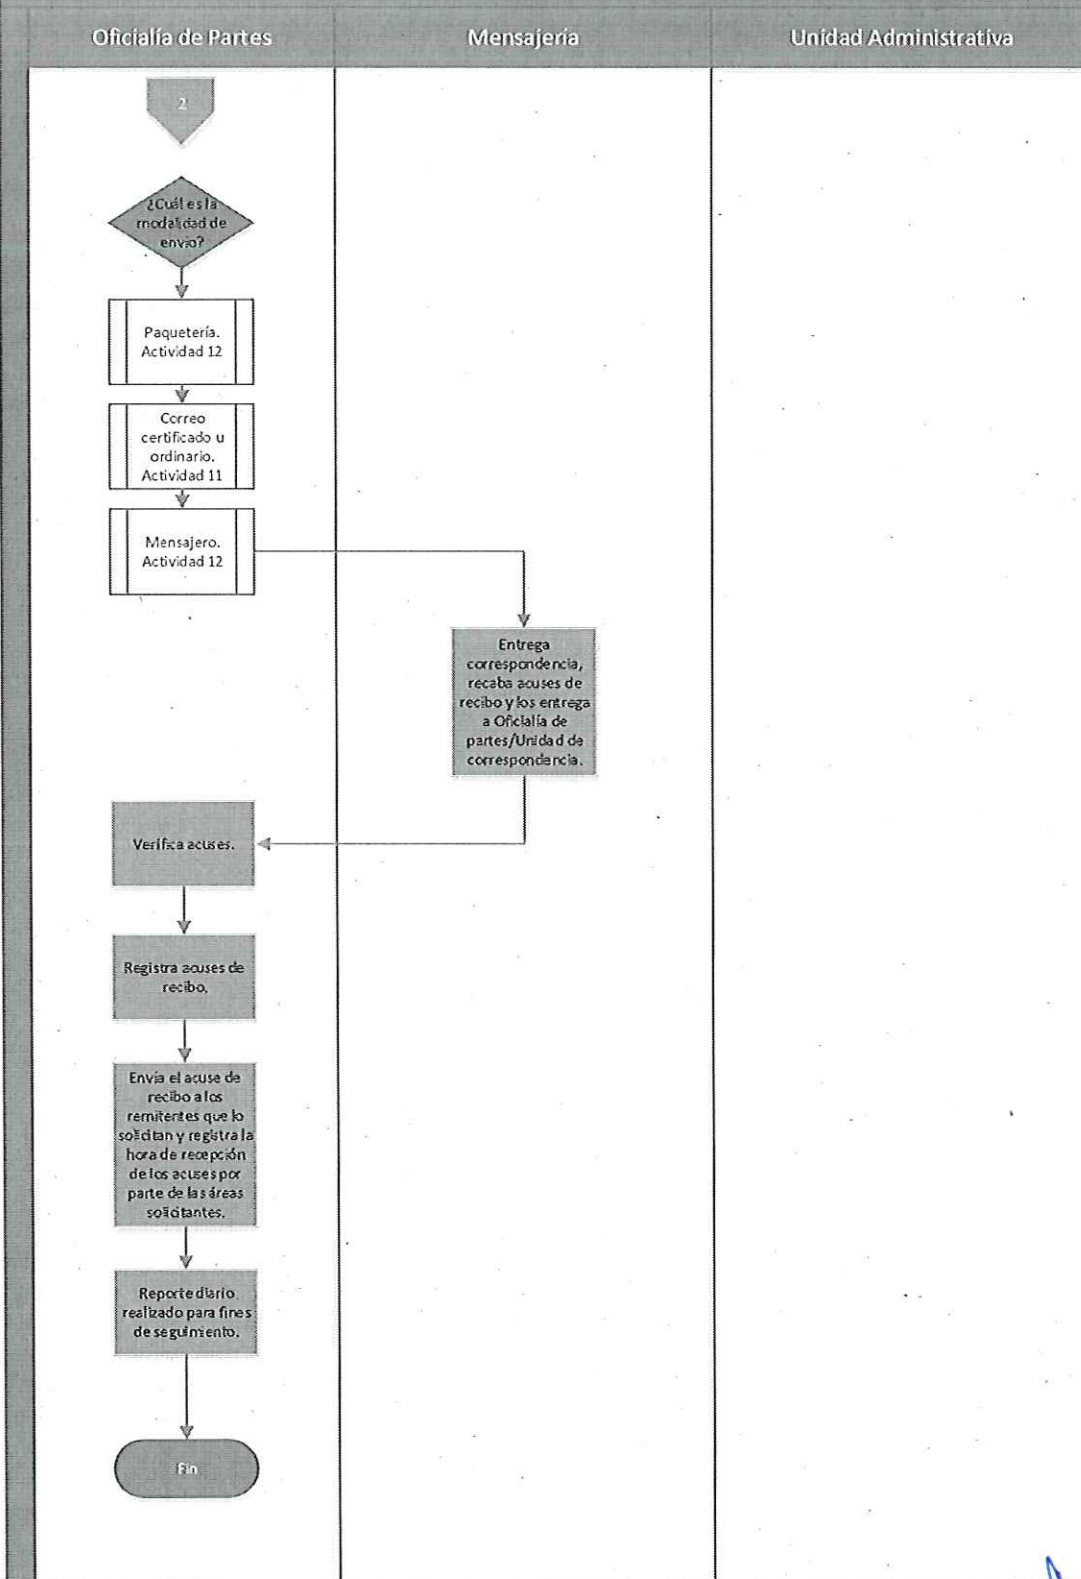 Oficialía de Partes
Mensajería
Unidad Administrativa
2
¿Cuál es la
modalidad de
envío?
Paquetería.
Actividad 12
Correo
certificado u
ordinario.
Actividad 11
Mensajero.
Actividad 12
Entrega
correspondencia,
recaba acuses de
recibo y los entrega
a Oficialía de
partes/Unidad de
correspondencia.
Verifica acuses.
Registra acuses de
recibo.
Envía el acuse de
recibo a los
remitentes que lo
solicitan y registra la
hora de recepción
de los acuses por
parte de las áreas
solicitantes.
Reporte diario
realizado para fines
de seguimiento.
Fin